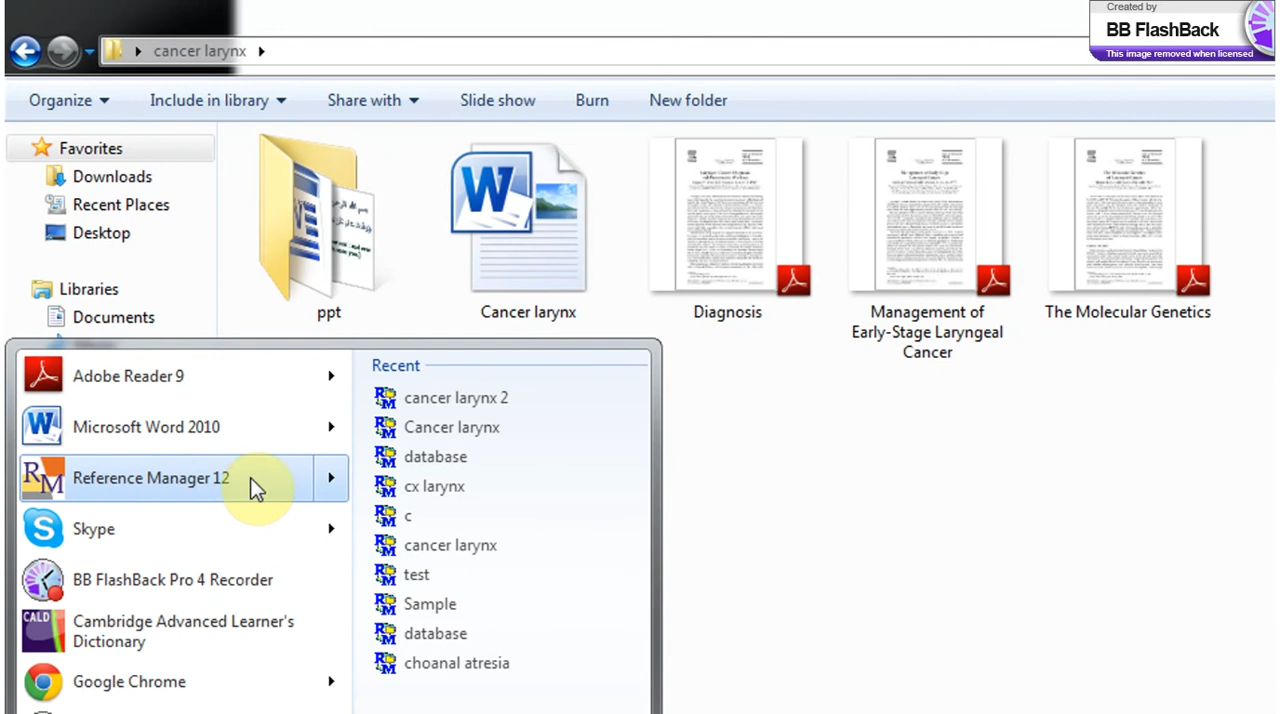 Created by
BB FlashBack
This image removed when licensed
cancer larynx
Organize
Include in library
Share with
Slide show
Burn
New folder
Favorites
Downloads
Recent Places
Desktop
Libraries
Documents
ppt
Cancer larynx
Diagnosis
Management of
Early-Stage Laryngeal
Cancer
The Molecular Genetics
Adobe Reader 9
Microsoft Word 2010
Reference Manager 12
Skype
BB FlashBack Pro 4 Recorder
Cambridge Advanced Learner's
Dictionary
Google Chrome
Recent
cancer larynx 2
Cancer larynx
database
cx larynx
c
cancer larynx
test
Sample
database
choanal atresia